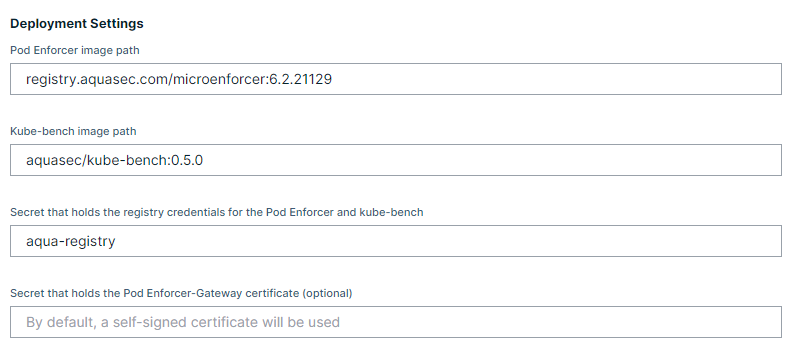 Deployment Settings
Pod Enforcer image path
registry.aquasec.com/microenforcer:6.2.21129
Kube-bench image path
aquasec/kube-bench:0.5.0
Secret that holds the registry credentials for the Pod Enforcer and kube-bench
aqua-registry
Secret that holds the Pod Enforcer-Gateway certificate (optional)
By default, a self-signed certificate will be used